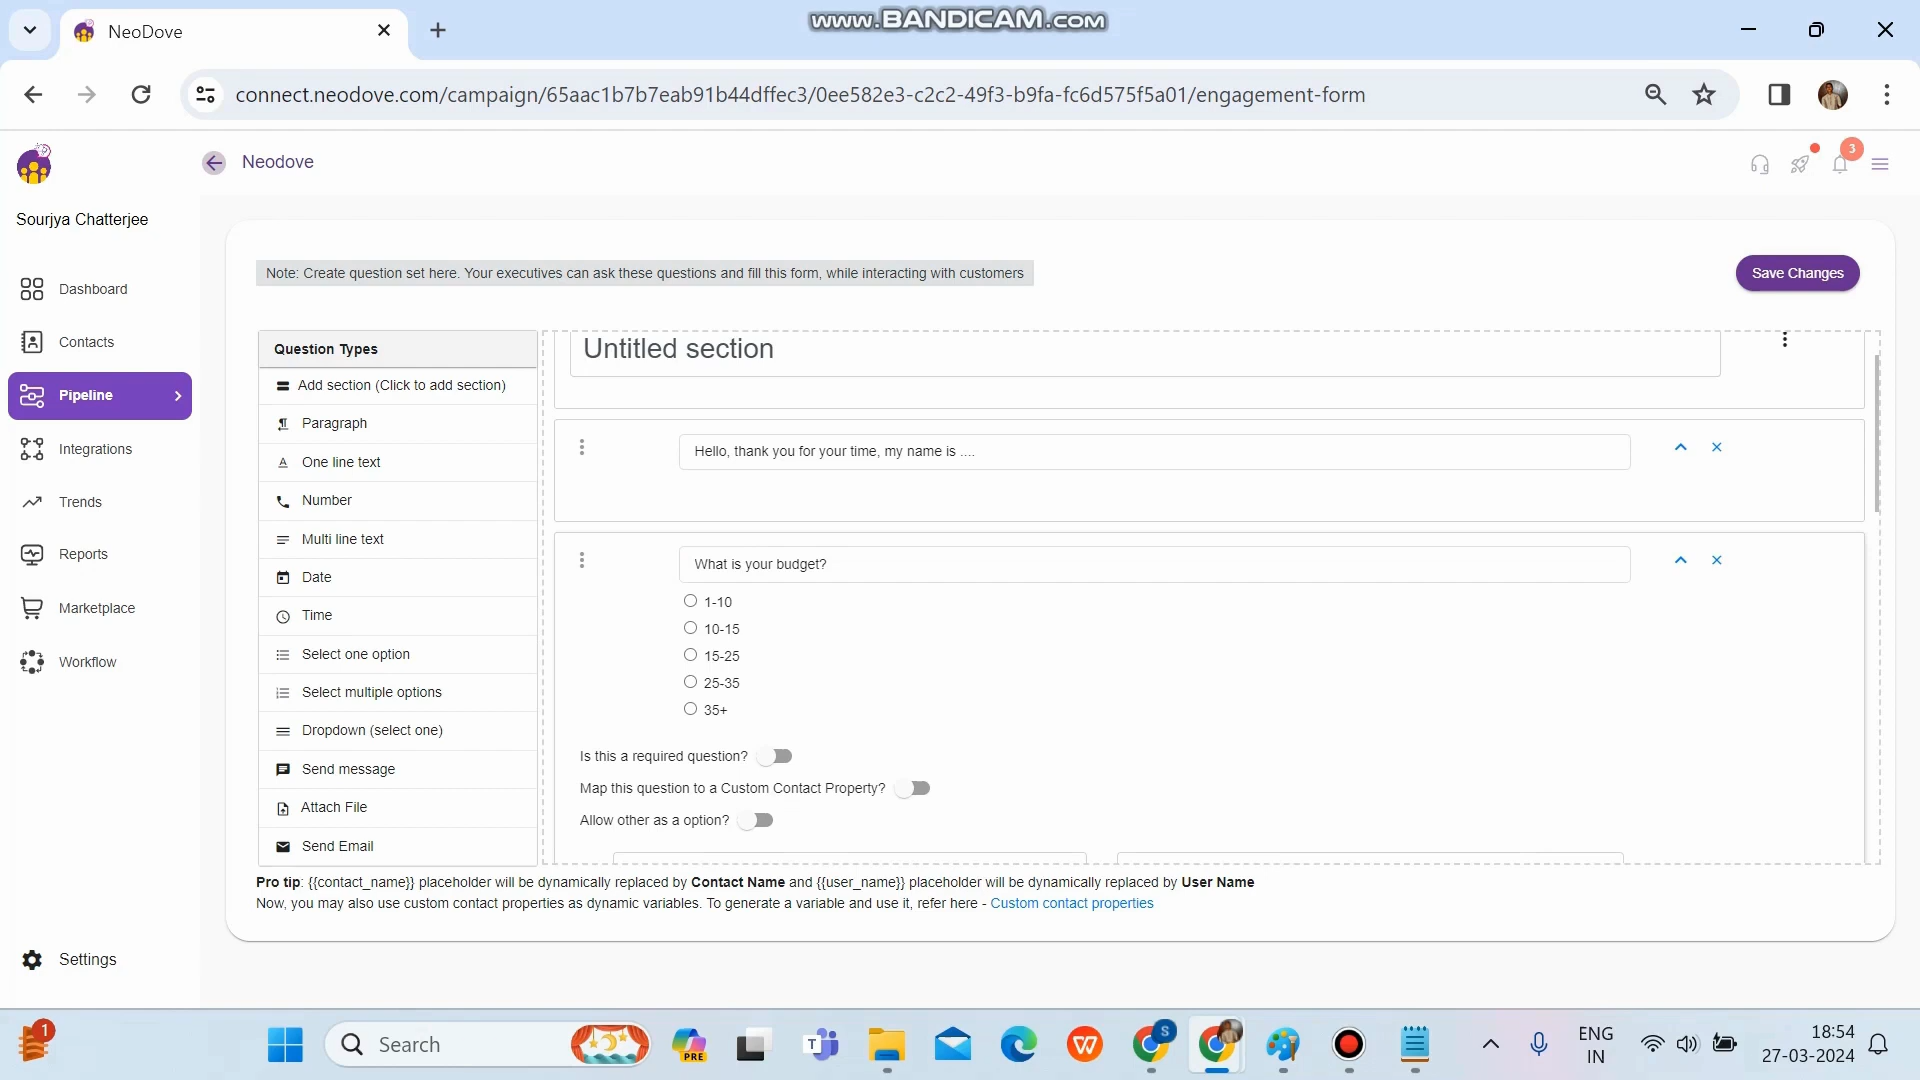 NeoDove
www.BANDICAM.com
connect.neodove.com/campaign/65aac1b7b7eab91b44dffec3/0ee582e3-c2c2-49f3-b9fa-fc6d575f5a01/engagement-form
Neodove
3
Sourjya Chatterjee
Dashboard
Contacts
Pipeline
Integrations
Trends
Reports
Marketplace
Workflow
Settings
Note: Create question set here. Your executives can ask these questions and fill this form, while interacting with customers
Save Changes
Question Types
Add section (Click to add section)
Paragraph
One line text
Number
Multi line text
Date
Time
Select one option
Select multiple options
Dropdown (select one)
Send message
Attach File
Send Email
Untitled section
Hello, thank you for your time, my name is ....
What is your budget?
1-10
10-15
15-25
25-35
35+
Is this a required question?
Map this question to a Custom Contact Property?
Allow other as a option?
Pro tip: {{contact_name}} placeholder will be dynamically replaced by Contact Name and {{user_name}} placeholder will be dynamically replaced by User Name
Now, you may also use custom contact properties as dynamic variables. To generate a variable and use it, refer here - Custom contact properties
1
Search
PRE
T
W
S
ENG
IN
18:54
27-03-2024